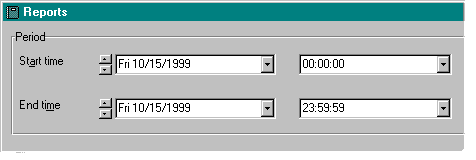 Reports
Period
Start time Fri 10/15/1999 00:00:00
End time Fri 10/15/1999 23:59:59